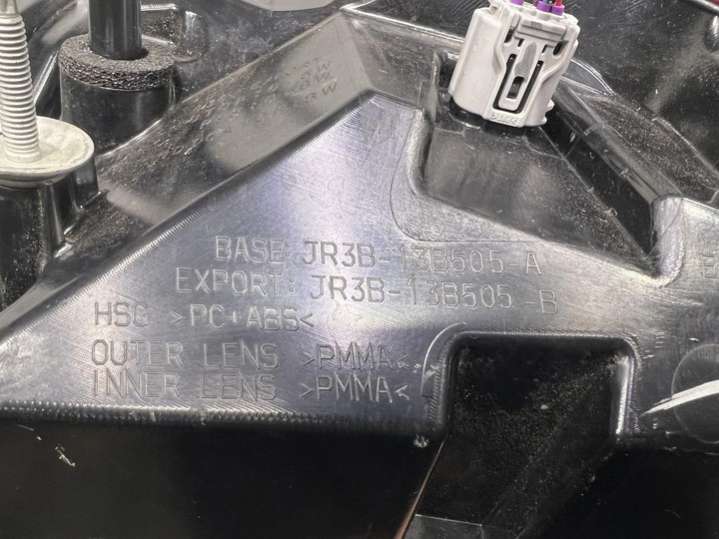 BASE: JR3B-13B505-A
EXPORT: JR3B-13B505-B
HSG >PC+ABS<
OUTER LENS >PMMA<
INNER LENS >PMMA<